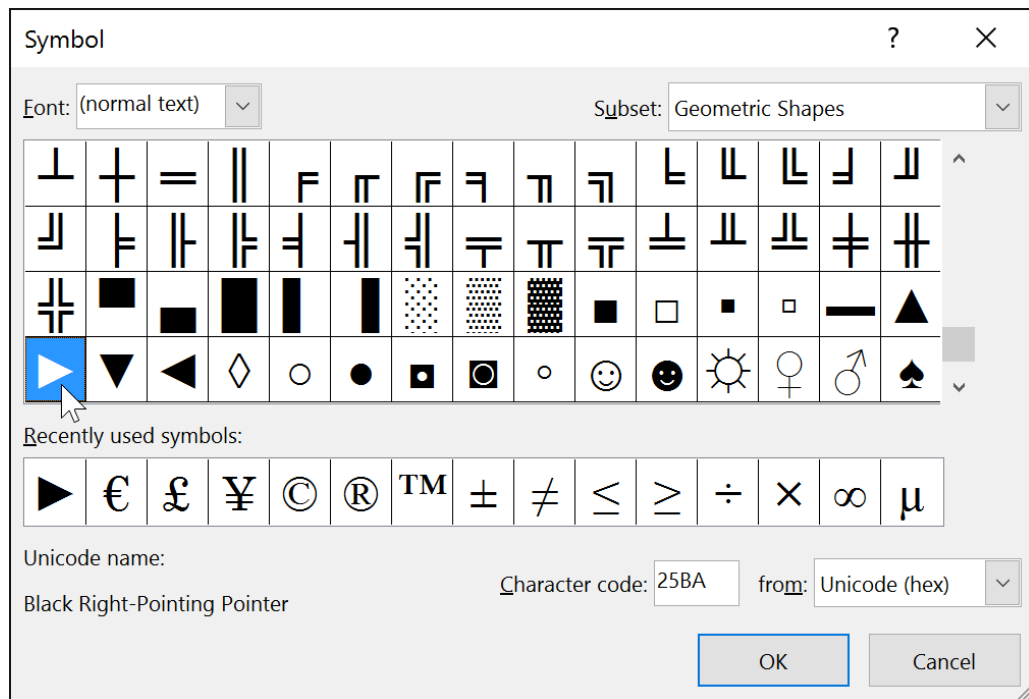 Symbol ? ×
Font: (normal text) Subset: Geometric Shapes
┴ ┼ ═ ║ ╒ ╓ ╔ ╕ ╖ ╗ ╘ ╙ ╚ ╛ ╜
╝ ╞ ╟ ╠ ╡ ╢ ╣ ╤ ╥ ╦ ╧ ╨ ╩ ╪ ╫
╬ ▀ ▄ █ ▌ ▐ ░ ▒ ▓ ■ □ ▪ ▫ ▬ ▲
► ▼ ◄ ◊ ○ ● ◘ ◙ ◦ ☺ ☻ ☼ ♀ ♂ ♠
Recently used symbols:
► € £ ¥ © ® ™ ± ≠ ≤ ≥ ÷ × ∞ µ
Unicode name:
Black Right-Pointing Pointer
Character code: 25BA from: Unicode (hex)
OK Cancel